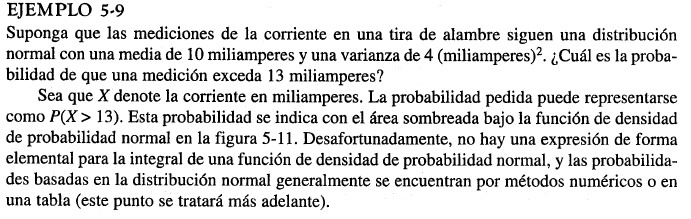 EJEMPLO 5-9
Suponga que las mediciones de la corriente en una tira de alambre siguen una distribución
normal con una media de 10 miliamperes y una varianza de 4 (miliamperes)². ¿Cuál es la proba-
bilidad de que una medición exceda 13 miliamperes?
Sea que X denote la corriente en miliamperes. La probabilidad pedida puede representarse
como P(X > 13). Esta probabilidad se indica con el área sombreada bajo la función de densidad
de probabilidad normal en la figura 5-11. Desafortunadamente, no hay una expresión de forma
elemental para la integral de una función de densidad de probabilidad normal, y las probabilida-
des basadas en la distribución normal generalmente se encuentran por métodos numéricos o en
una tabla (este punto se tratará más adelante).